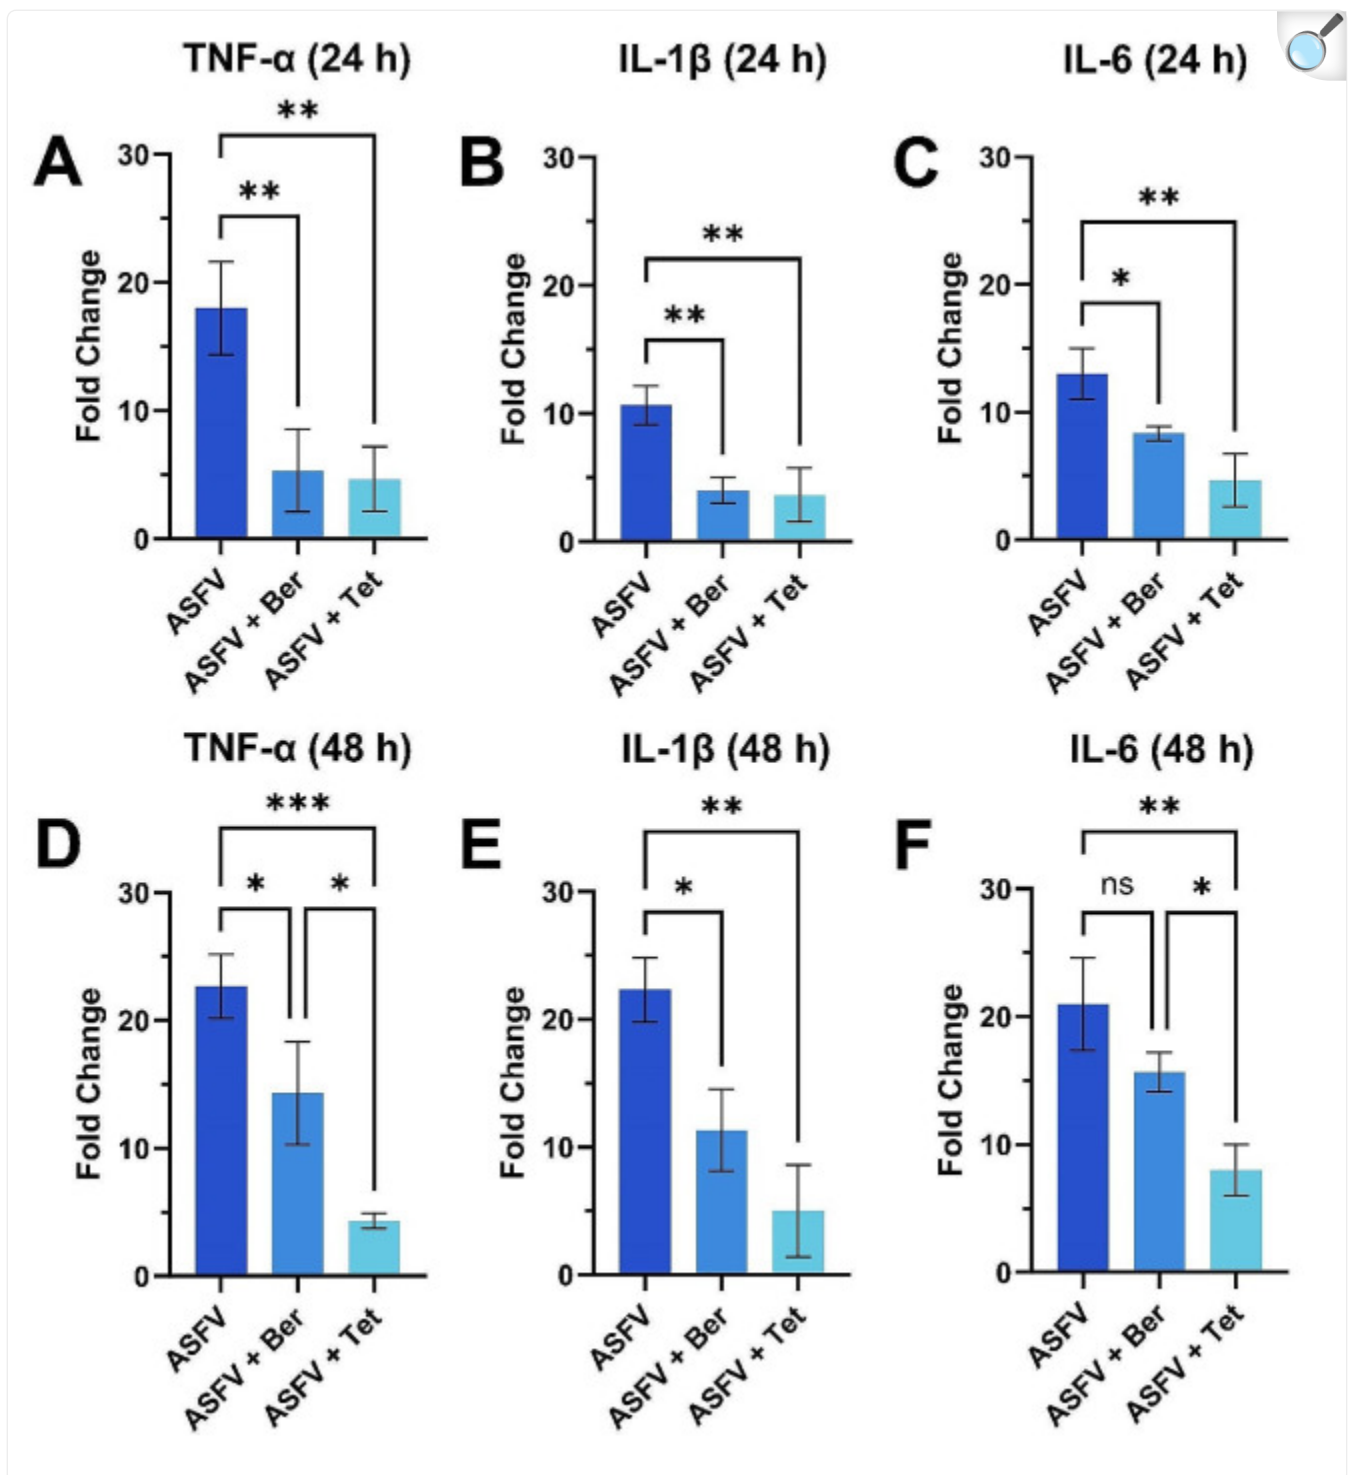 TNF-α (24 h)
IL-1β (24 h)
IL-6 (24 h)
A
**
**
30
20
10
0
Fold Change
ASFV
ASFV + Ber
ASFV + Tet
B
**
**
30
20
10
0
Fold Change
ASFV
ASFV + Ber
ASFV + Tet
C
**
*
30
20
10
0
Fold Change
ASFV
ASFV + Ber
ASFV + Tet
TNF-α (48 h)
IL-1β (48 h)
IL-6 (48 h)
D
***
*
*
30
20
10
0
Fold Change
ASFV
ASFV + Ber
ASFV + Tet
E
**
*
30
20
10
0
Fold Change
ASFV
ASFV + Ber
ASFV + Tet
F
**
ns
*
30
20
10
0
Fold Change
ASFV
ASFV + Ber
ASFV + Tet